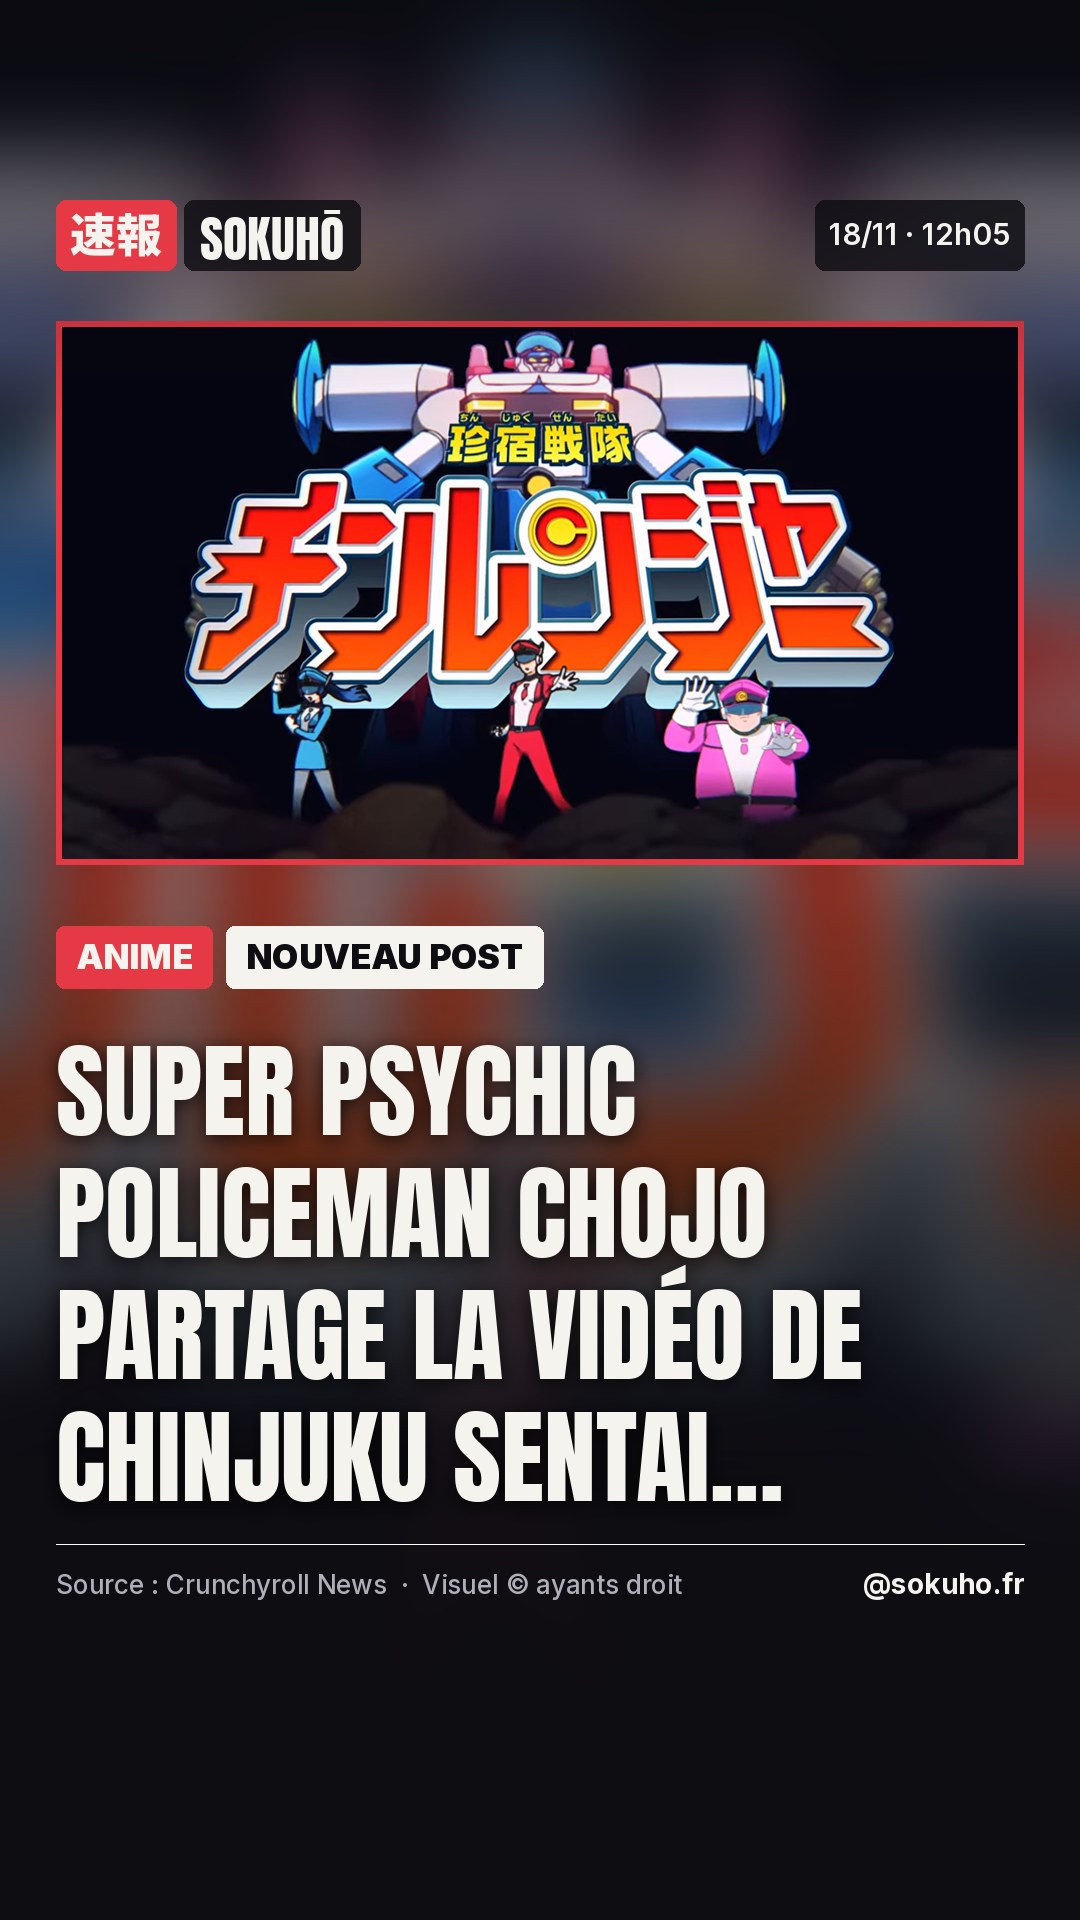 速報 SOKUHŌ
18/11 · 12h05
ちん じゅく せん たい
珍宿戦隊
チンレンジャー
C
ANIME
NOUVEAU POST
SUPER PSYCHIC
POLICEMAN CHOJO
PARTAGE LA VIDÉO DE
CHINJUKU SENTAI...
Source : Crunchyroll News · Visuel © ayants droit
@sokuho.fr